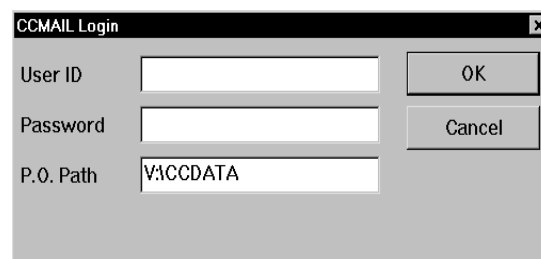 CCMAIL Login
User ID
OK
Password
Cancel
P.O. Path V:\CCDATA